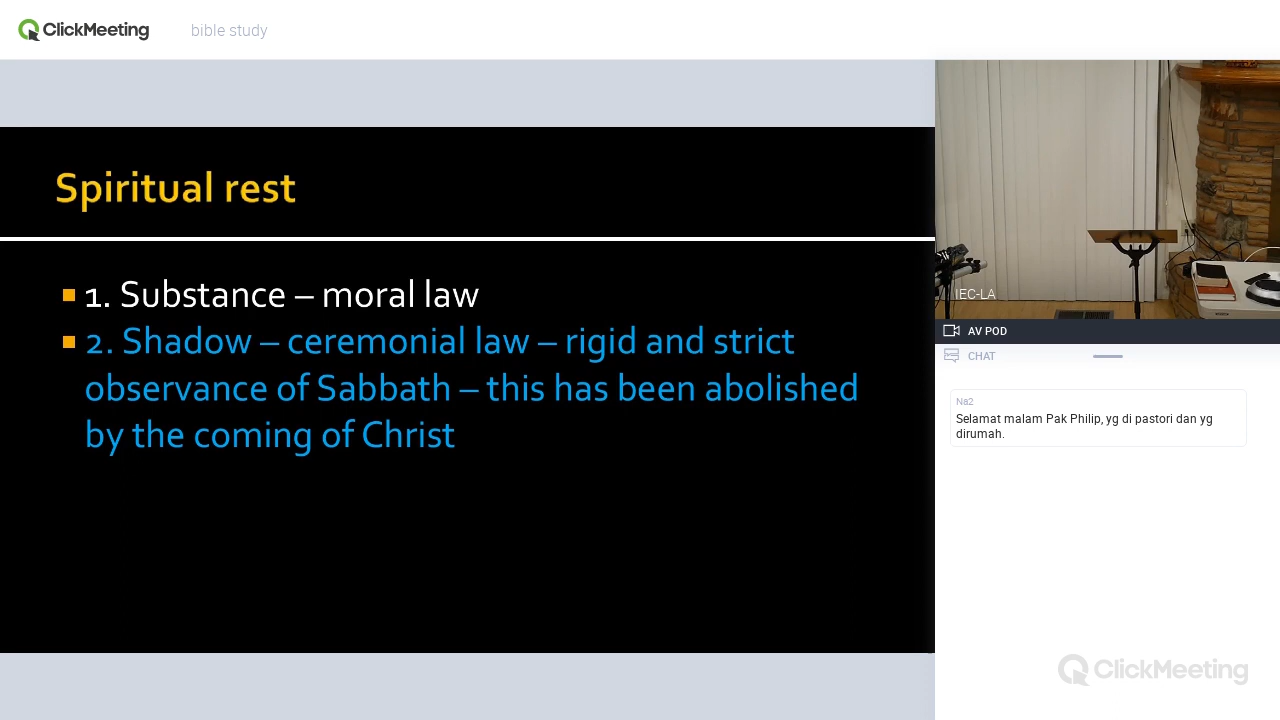 ClickMeeting
bible study
Spiritual rest
1. Substance – moral law
2. Shadow – ceremonial law – rigid and strict
observance of Sabbath – this has been abolished
by the coming of Christ
IEC-LA
AV POD
CHAT
Na2
Selamat malam Pak Philip, yg di pastori dan yg
dirumah.
ClickMeeting